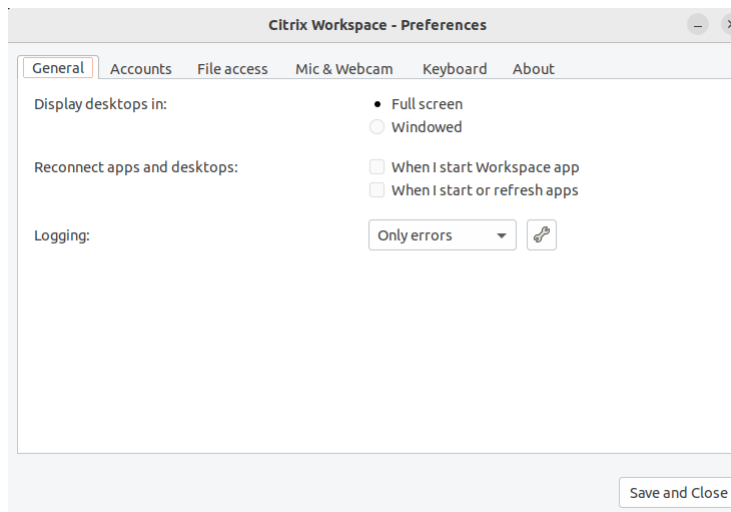 Citrix Workspace - Preferences
General Accounts File access Mic & Webcam Keyboard About
Display desktops in: Full screen
Windowed
Reconnect apps and desktops: When I start Workspace app
When I start or refresh apps
Logging: Only errors
Save and Close